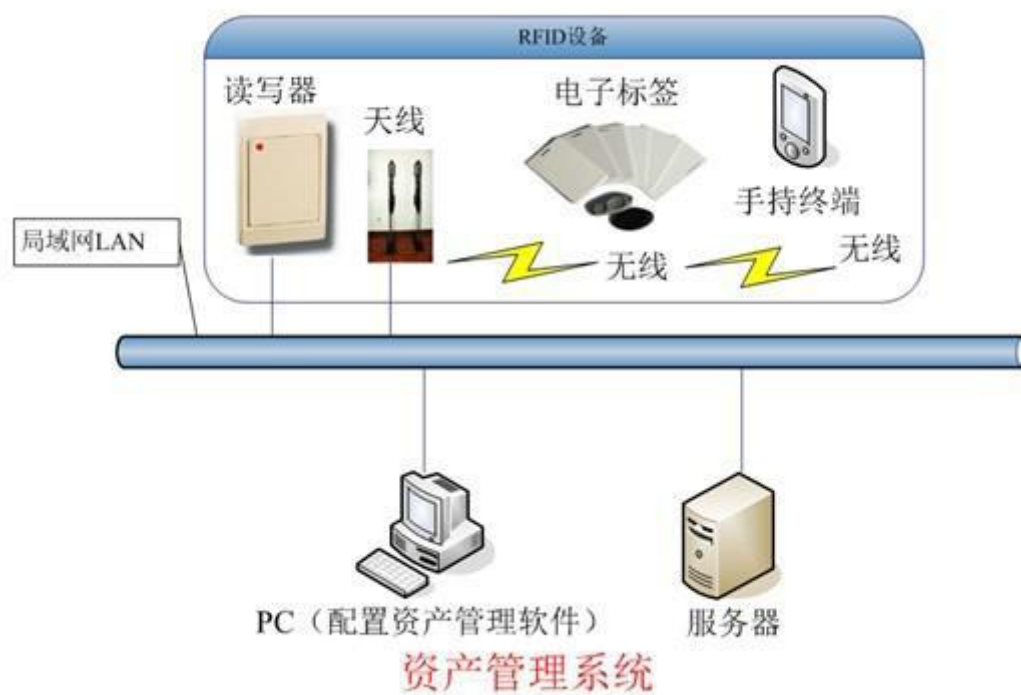 RFID设备
读写器
天线
电子标签
手持终端
局域网LAN
无线
无线
PC（配置资产管理软件）
服务器
资产管理系统